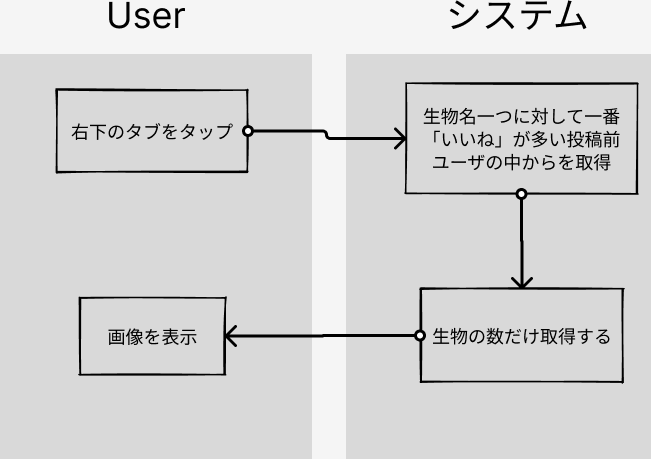 User
システム
右下のタブをタップ
生物名一つに対して一番
「いいね」が多い投稿前
ユーザの中からを取得
生物の数だけ取得する
画像を表示